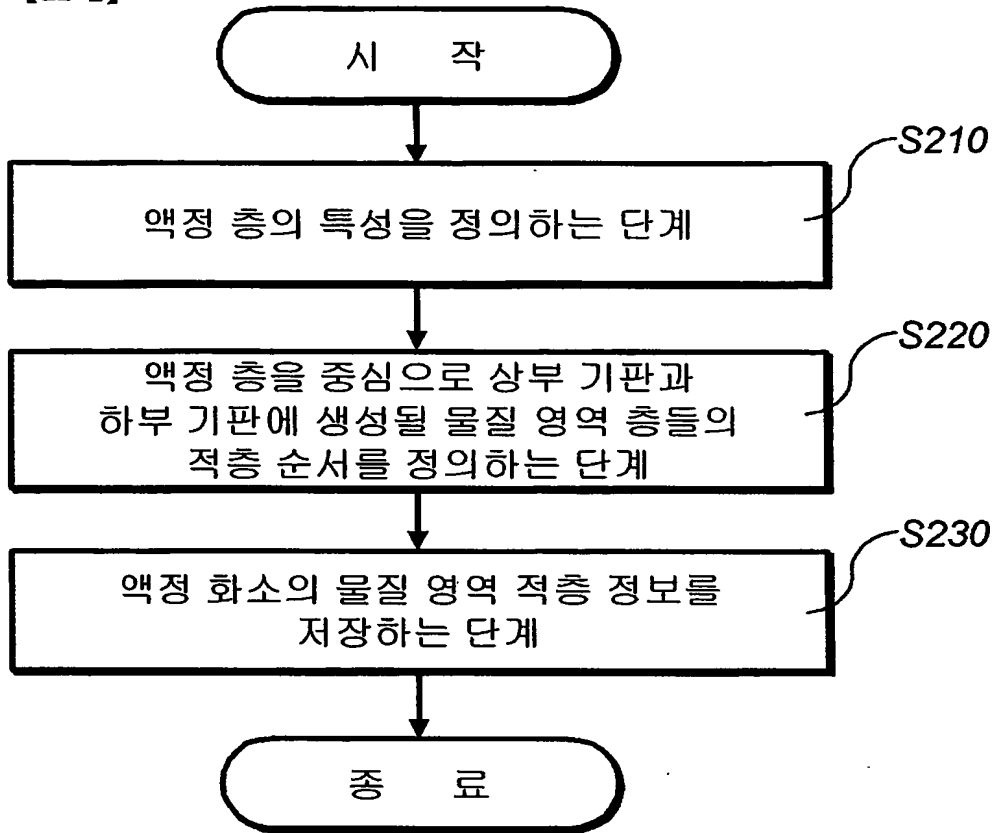 시 작
S210
액정 층의 특성을 정의하는 단계
S220
액정 층을 중심으로 상부 기판과
하부 기판에 생성될 물질 영역 층들의
적층 순서를 정의하는 단계
S230
액정 화소의 물질 영역 적층 정보를
저장하는 단계
종 료